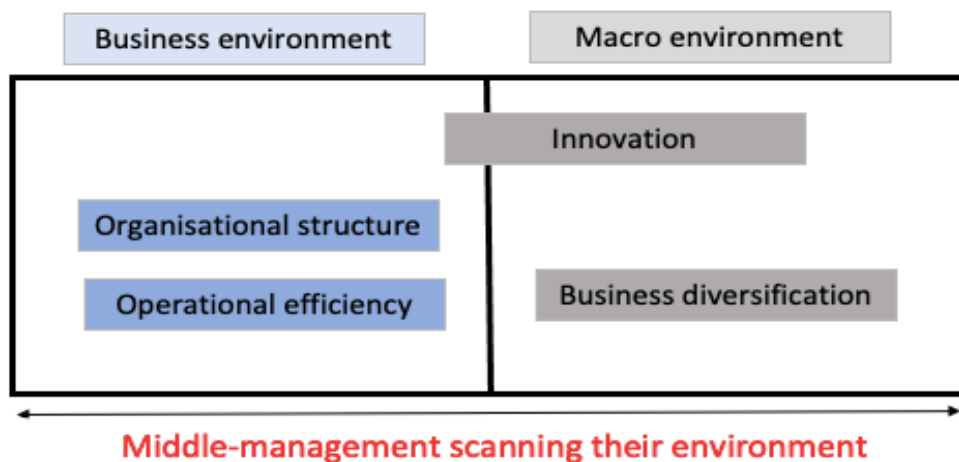 Business environment
Macro environment
Innovation
Organisational structure
Operational efficiency
Business diversification
Middle-management scanning their environment